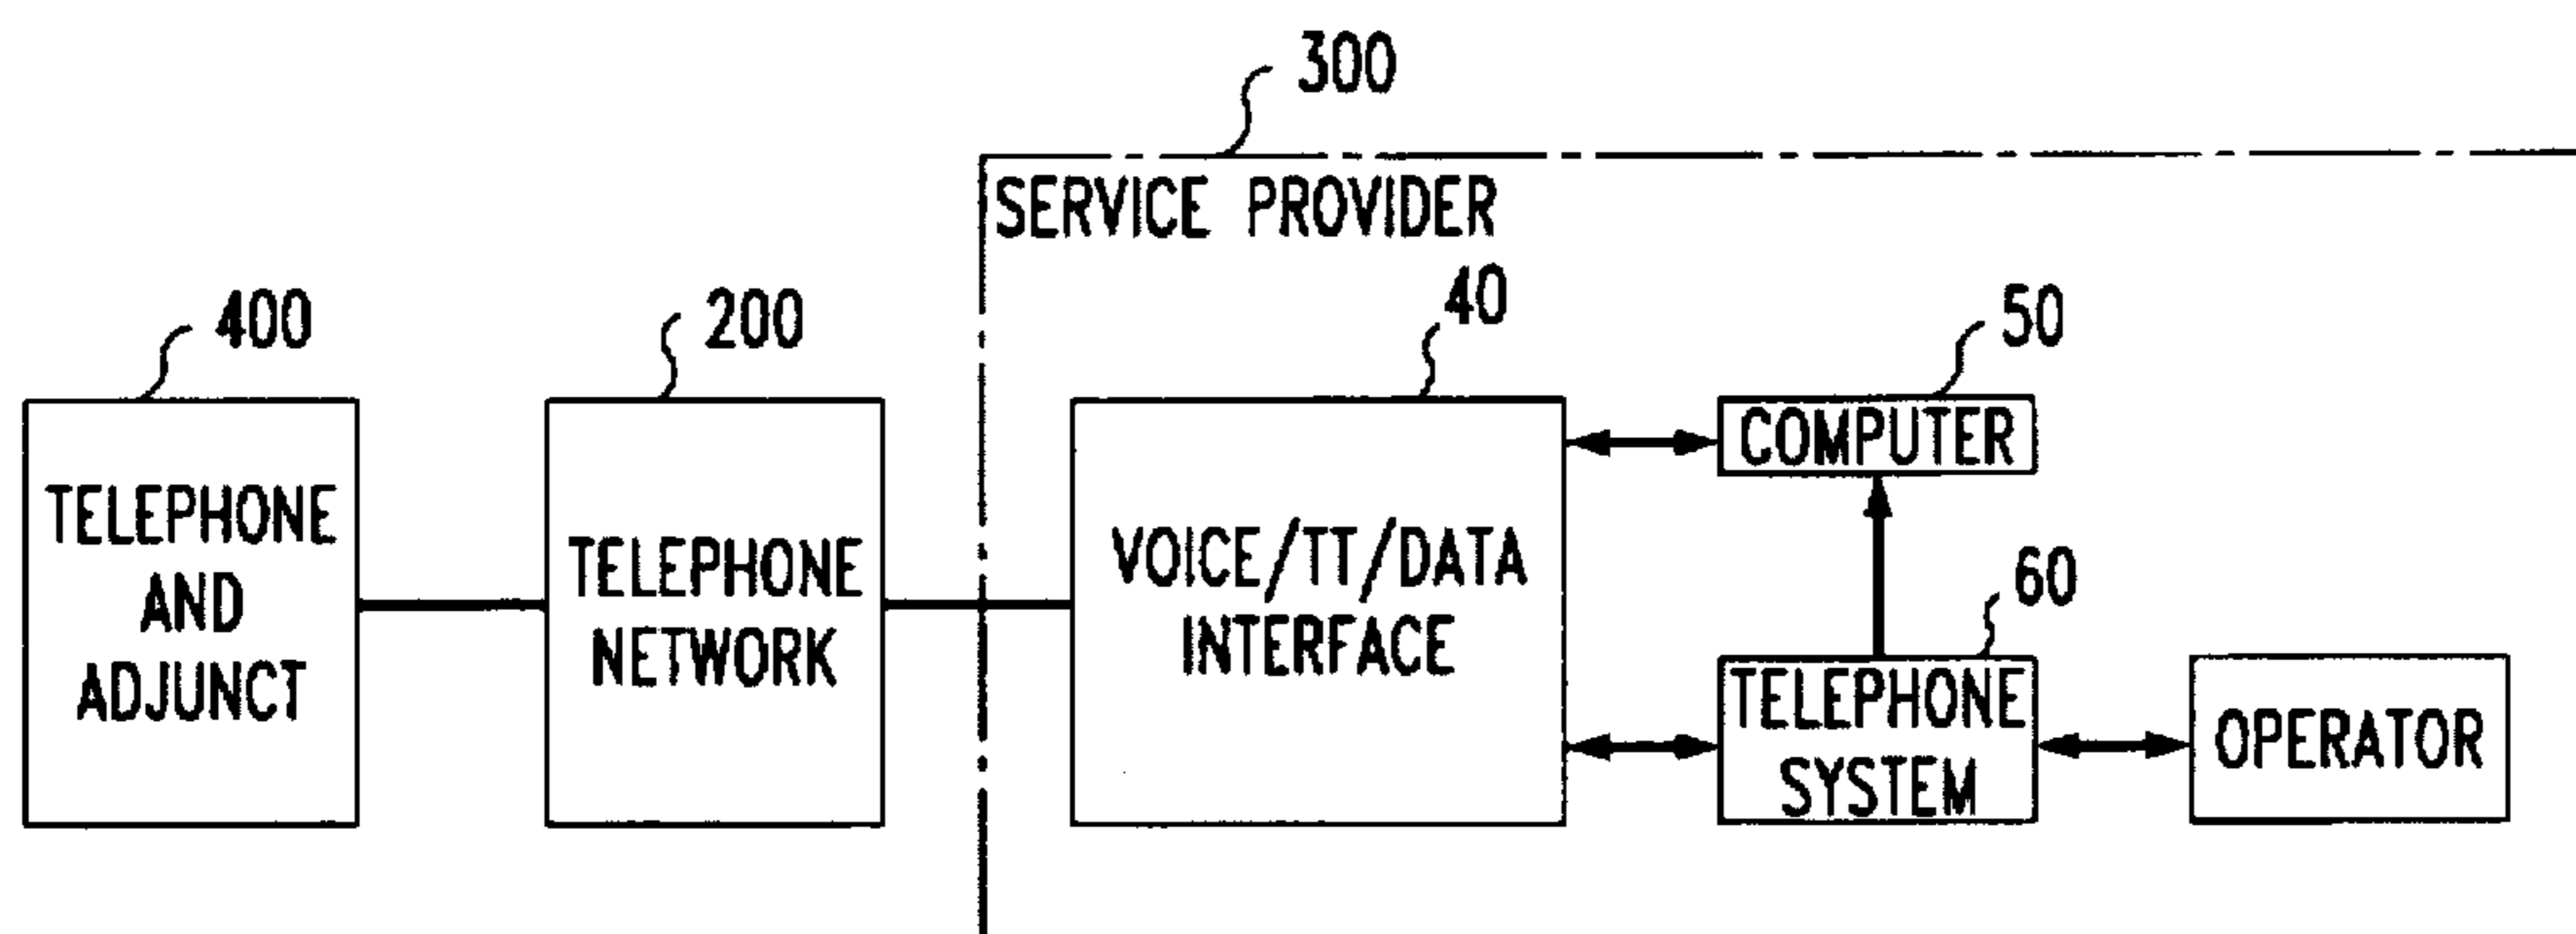 300
SERVICE PROVIDER
400
200
40
50
TELEPHONE
AND
ADJUNCT
TELEPHONE
NETWORK
VOICE/TT/DATA
INTERFACE
COMPUTER
60
TELEPHONE
SYSTEM
OPERATOR